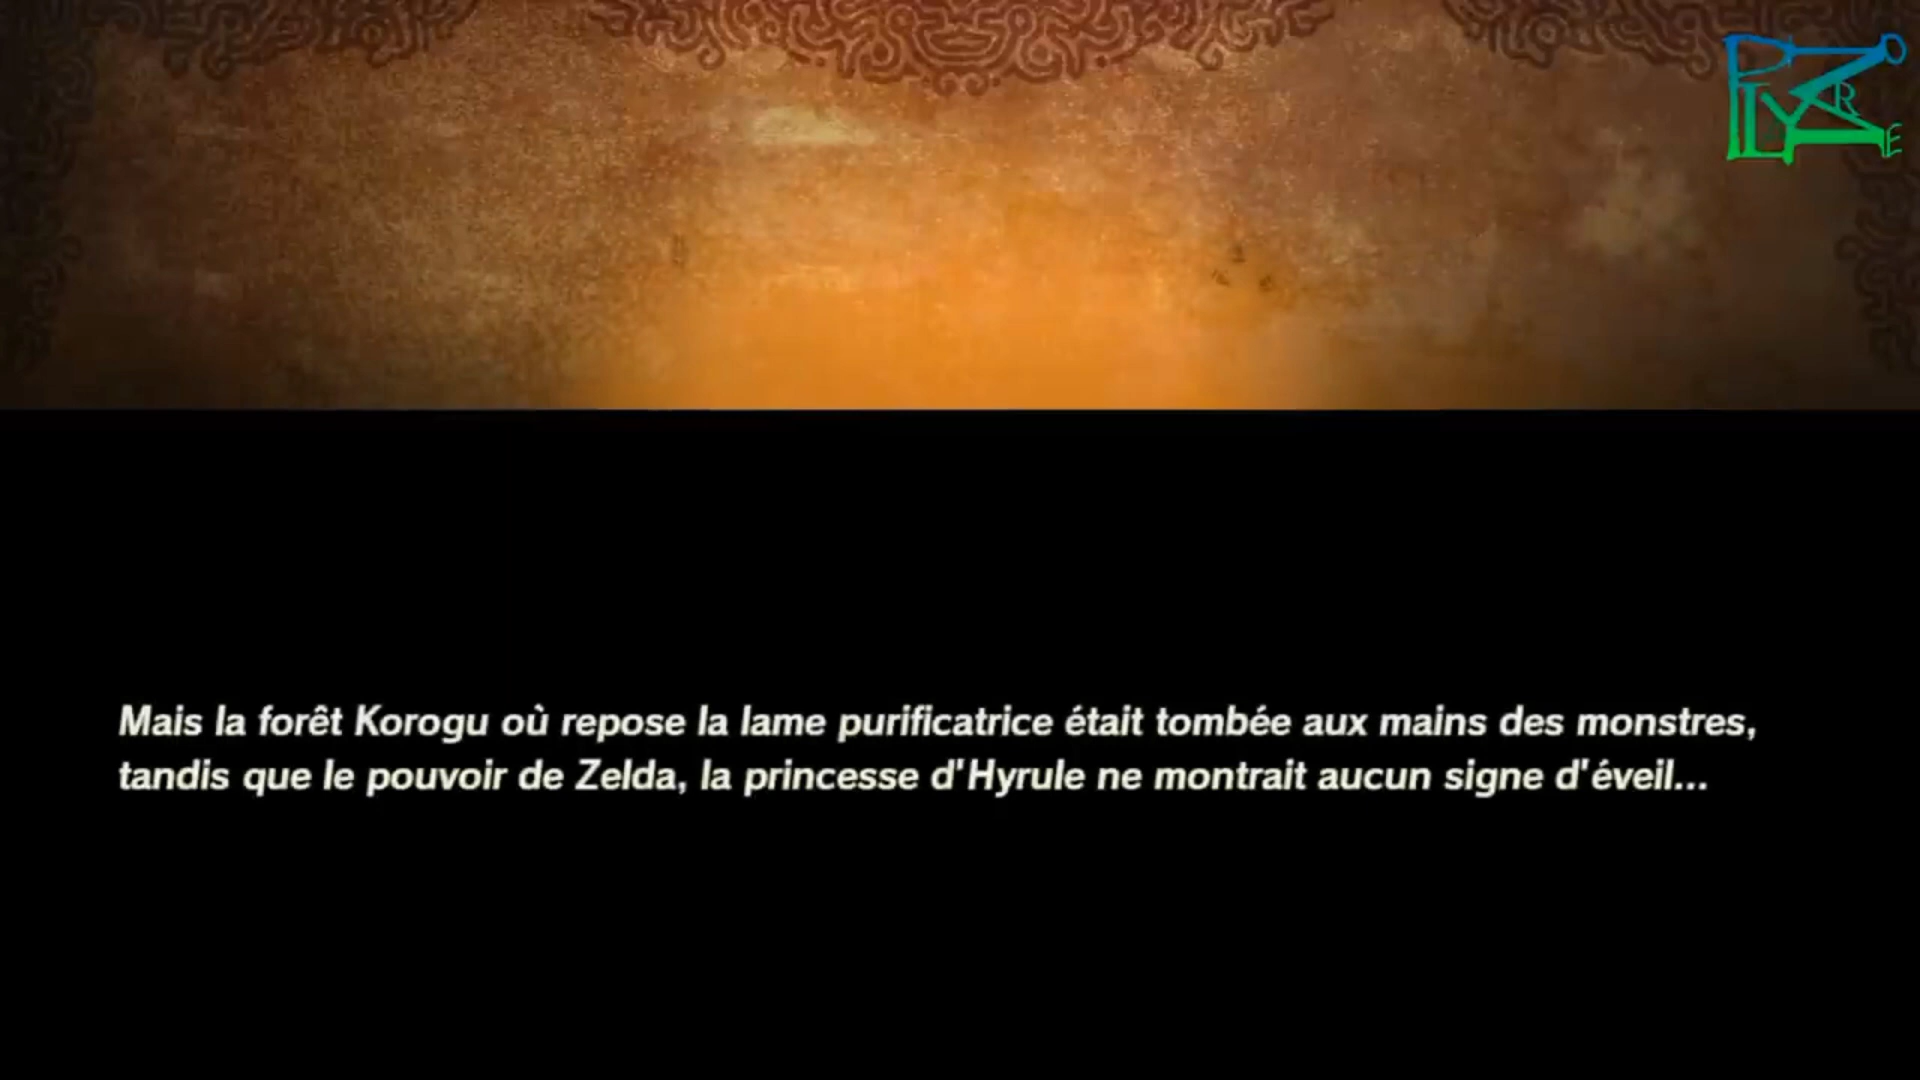 Mais la forêt Korogu où repose la lame purificatrice était tombée aux mains des monstres,
tandis que le pouvoir de Zelda, la princesse d'Hyrule ne montrait aucun signe d'éveil...